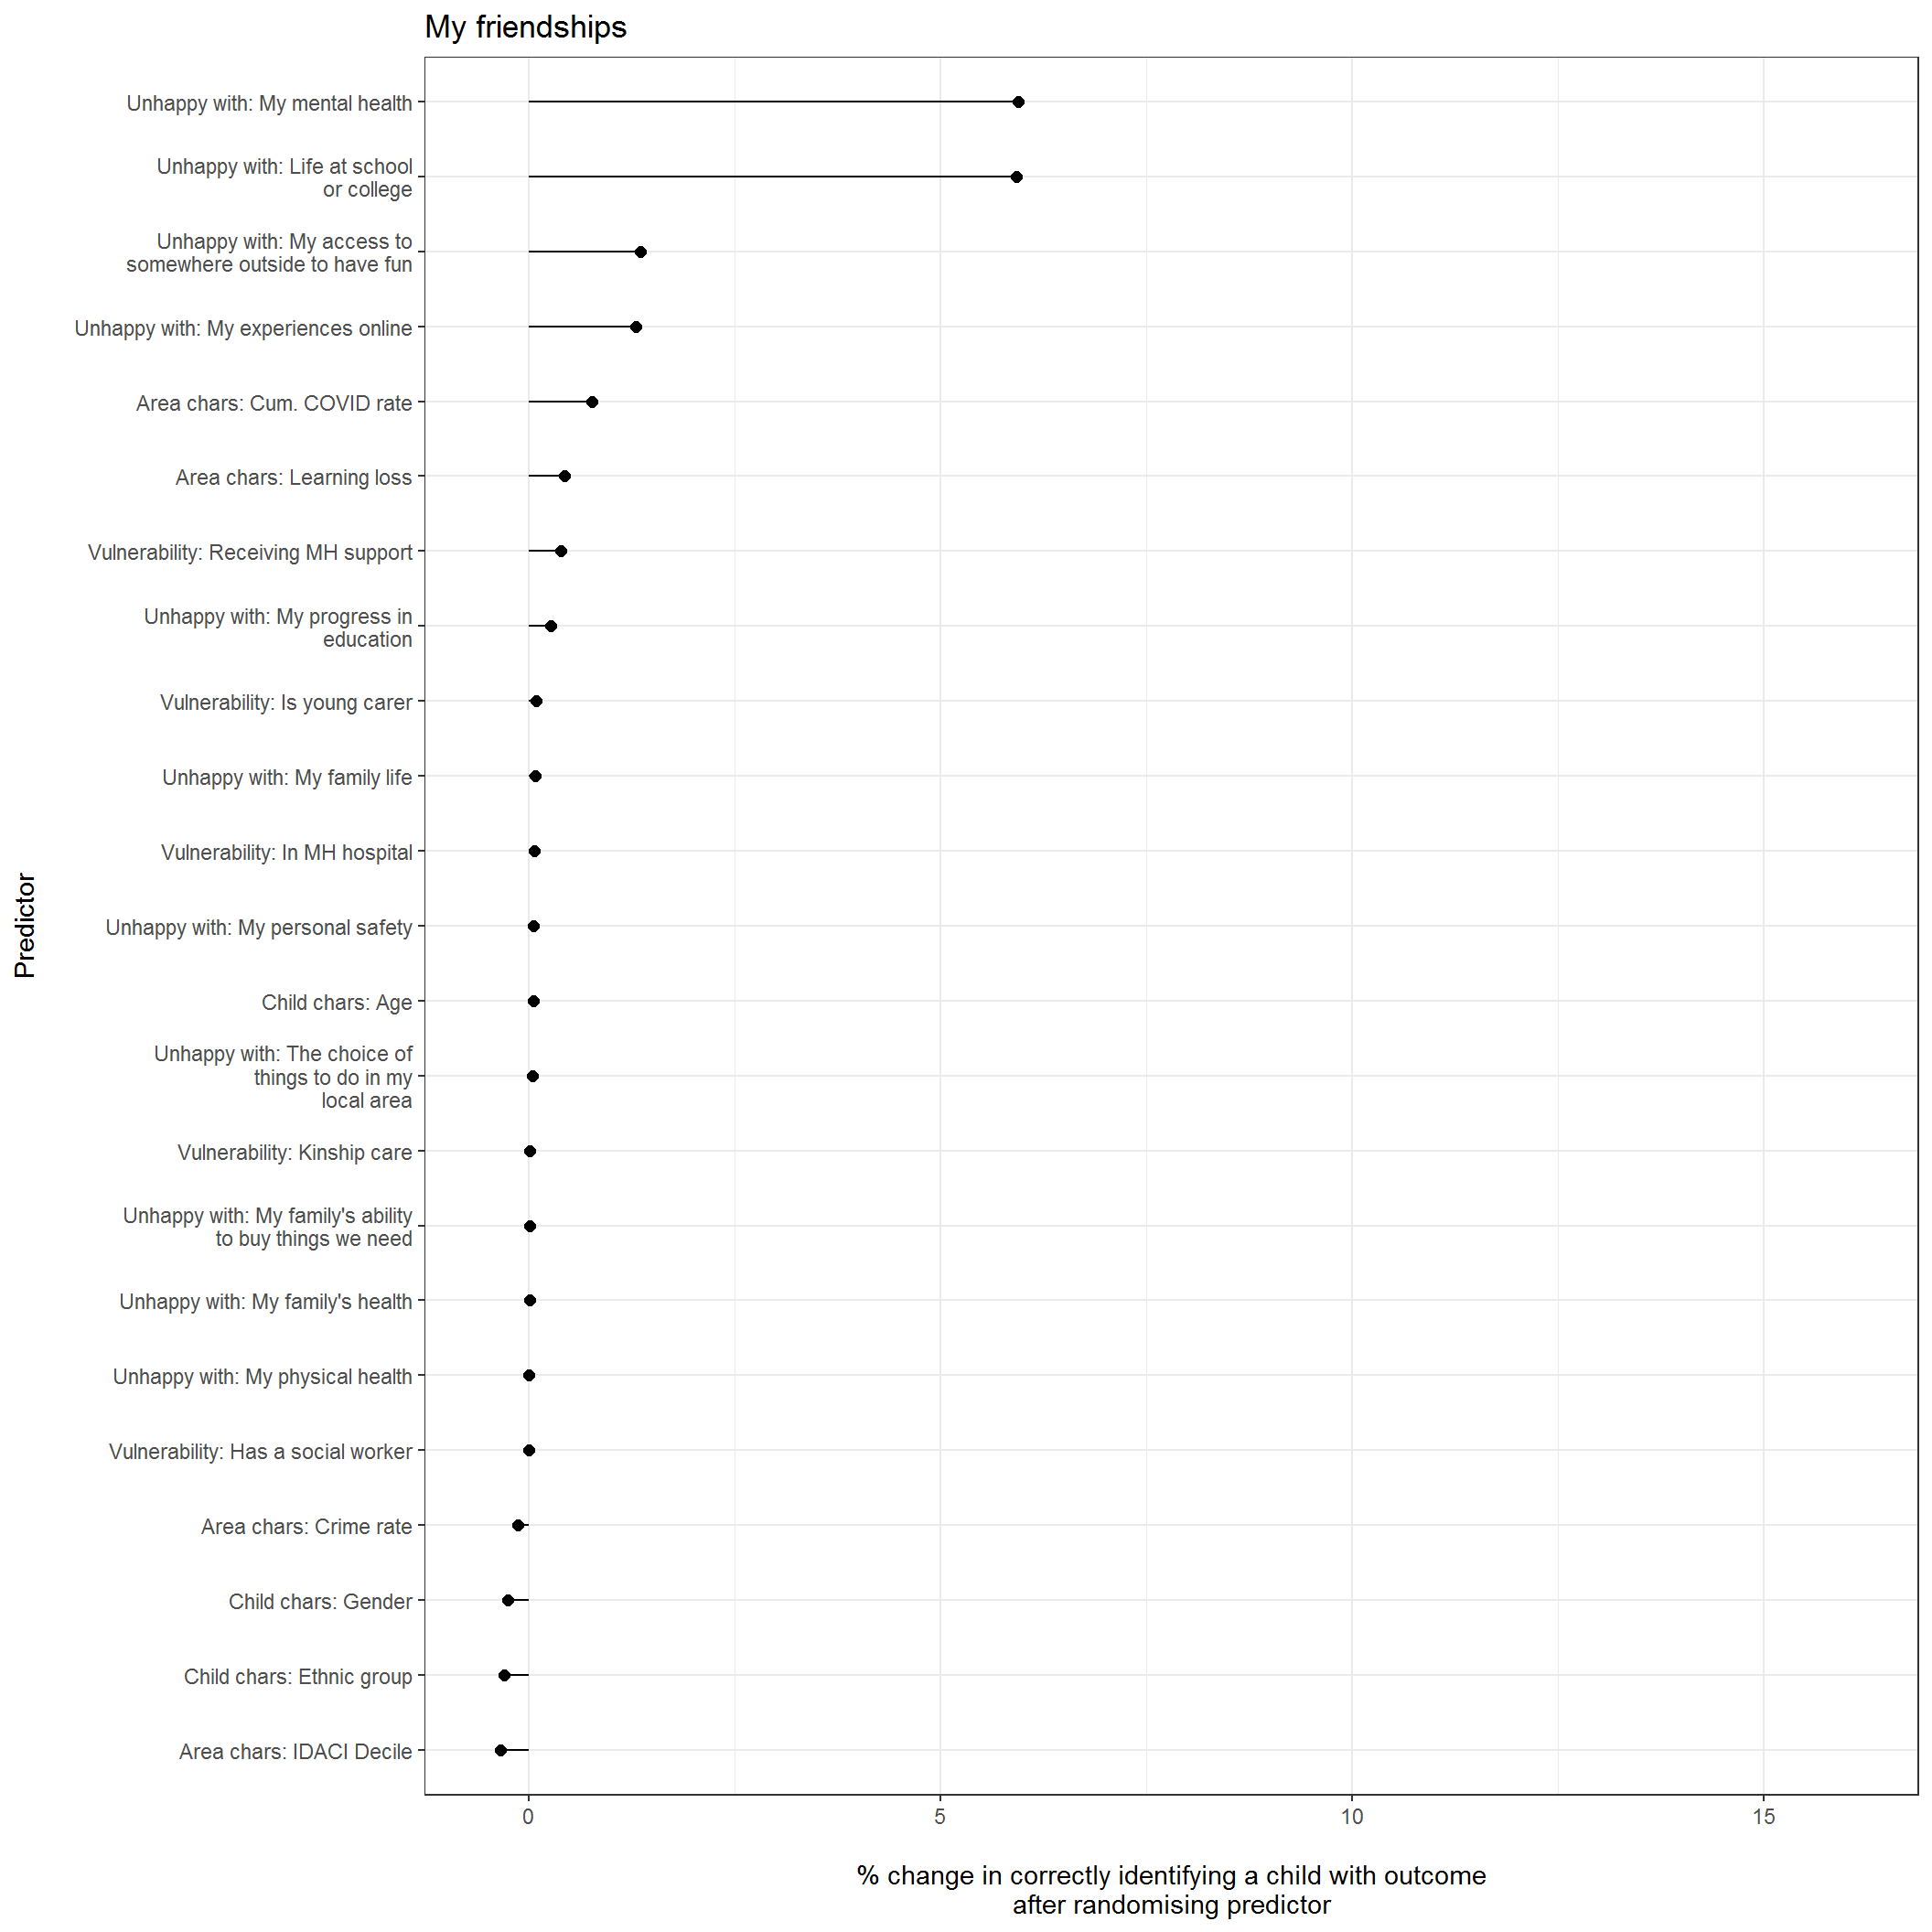 My friendships
Unhappy with: My mental health
Unhappy with: Life at school
or college
Unhappy with: My access to
somewhere outside to have fun
Unhappy with: My experiences online
Area chars: Cum. COVID rate
Area chars: Learning loss
Vulnerability: Receiving MH support
Unhappy with: My progress in
education
Vulnerability: Is young carer
Unhappy with: My family life
Vulnerability: In MH hospital
Unhappy with: My personal safety
Child chars: Age
Unhappy with: The choice of
things to do in my
local area
Vulnerability: Kinship care
Unhappy with: My family's ability
to buy things we need
Unhappy with: My family's health
Unhappy with: My physical health
Vulnerability: Has a social worker
Area chars: Crime rate
Child chars: Gender
Child chars: Ethnic group
Area chars: IDACI Decile
Predictor
0 5 10 15
% change in correctly identifying a child with outcome
after randomising predictor